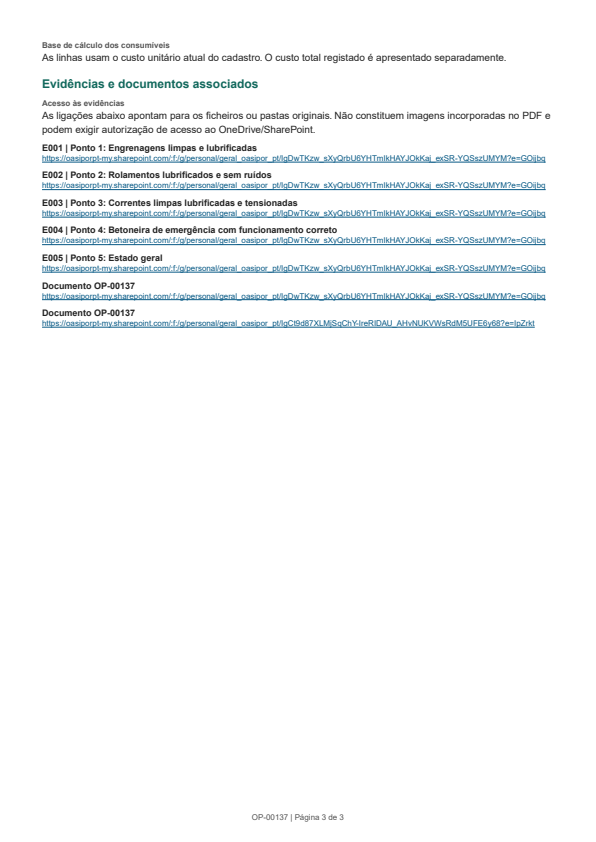 Base de cálculo dos consumíveis
As linhas usam o custo unitário atual do cadastro. O custo total registado é apresentado separadamente.
Evidências e documentos associados
Acesso às evidências
As ligações abaixo apontam para os ficheiros ou pastas originais. Não constituem imagens incorporadas no PDF e
podem exigir autorização de acesso ao OneDrive/SharePoint.
E001 | Ponto 1: Engrenagens limpas e lubrificadas
https://oasiporpt-my.sharepoint.com/:f:/g/personal/geral_oasipor_pt/IgDwTKzw_sXyQrbU6YHTmIkHAYJOkKaj_exSR-YQSszUMYM?e=GOijbq
E002 | Ponto 2: Rolamentos lubrificados e sem ruídos
https://oasiporpt-my.sharepoint.com/:f:/g/personal/geral_oasipor_pt/IgDwTKzw_sXyQrbU6YHTmIkHAYJOkKaj_exSR-YQSszUMYM?e=GOijbq
E003 | Ponto 3: Correntes limpas lubrificadas e tensionadas
https://oasiporpt-my.sharepoint.com/:f:/g/personal/geral_oasipor_pt/IgDwTKzw_sXyQrbU6YHTmIkHAYJOkKaj_exSR-YQSszUMYM?e=GOijbq
E004 | Ponto 4: Betoneira de emergência com funcionamento correto
https://oasiporpt-my.sharepoint.com/:f:/g/personal/geral_oasipor_pt/IgDwTKzw_sXyQrbU6YHTmIkHAYJOkKaj_exSR-YQSszUMYM?e=GOijbq
E005 | Ponto 5: Estado geral
https://oasiporpt-my.sharepoint.com/:f:/g/personal/geral_oasipor_pt/IgDwTKzw_sXyQrbU6YHTmIkHAYJOkKaj_exSR-YQSszUMYM?e=GOijbq
Documento OP-00137
https://oasiporpt-my.sharepoint.com/:f:/g/personal/geral_oasipor_pt/IgDwTKzw_sXyQrbU6YHTmIkHAYJOkKaj_exSR-YQSszUMYM?e=GOijbq
Documento OP-00137
https://oasiporpt-my.sharepoint.com/:f:/g/personal/geral_oasipor_pt/IgCt9d87XLMjSqChY-IreRIDAU_AHvNUKVWsRdM5UFE6y68?e=IpZrkt
OP-00137 | Página 3 de 3